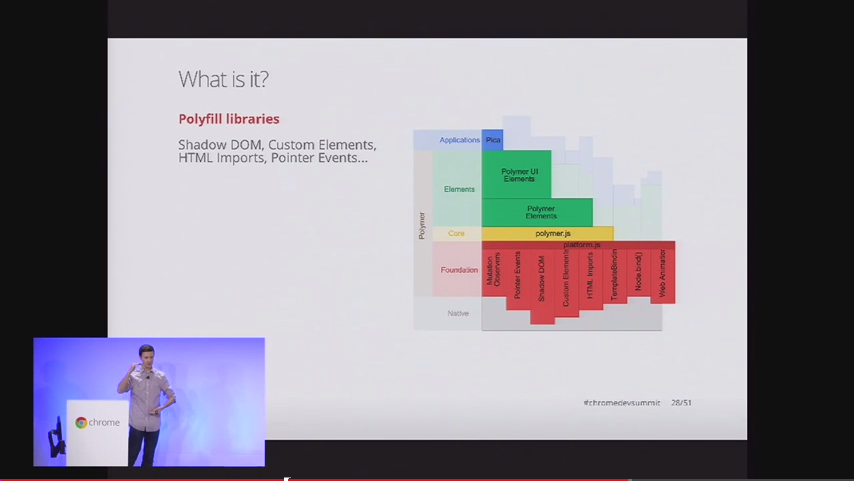 What is it?
Polyfill libraries
Shadow DOM, Custom Elements,
HTML Imports, Pointer Events...
Applications
Pica
Polymer
Elements
Polymer UI
Elements
Polymer
Elements
Core
polymer.js
platform.js
Foundation
Mutation
Observers
Pointer Events
Shadow DOM
Custom Elements
HTML Imports
TemplateBindin
Node.bind()
Web Animation
Native
#chromedevsummit
28/51
chrome